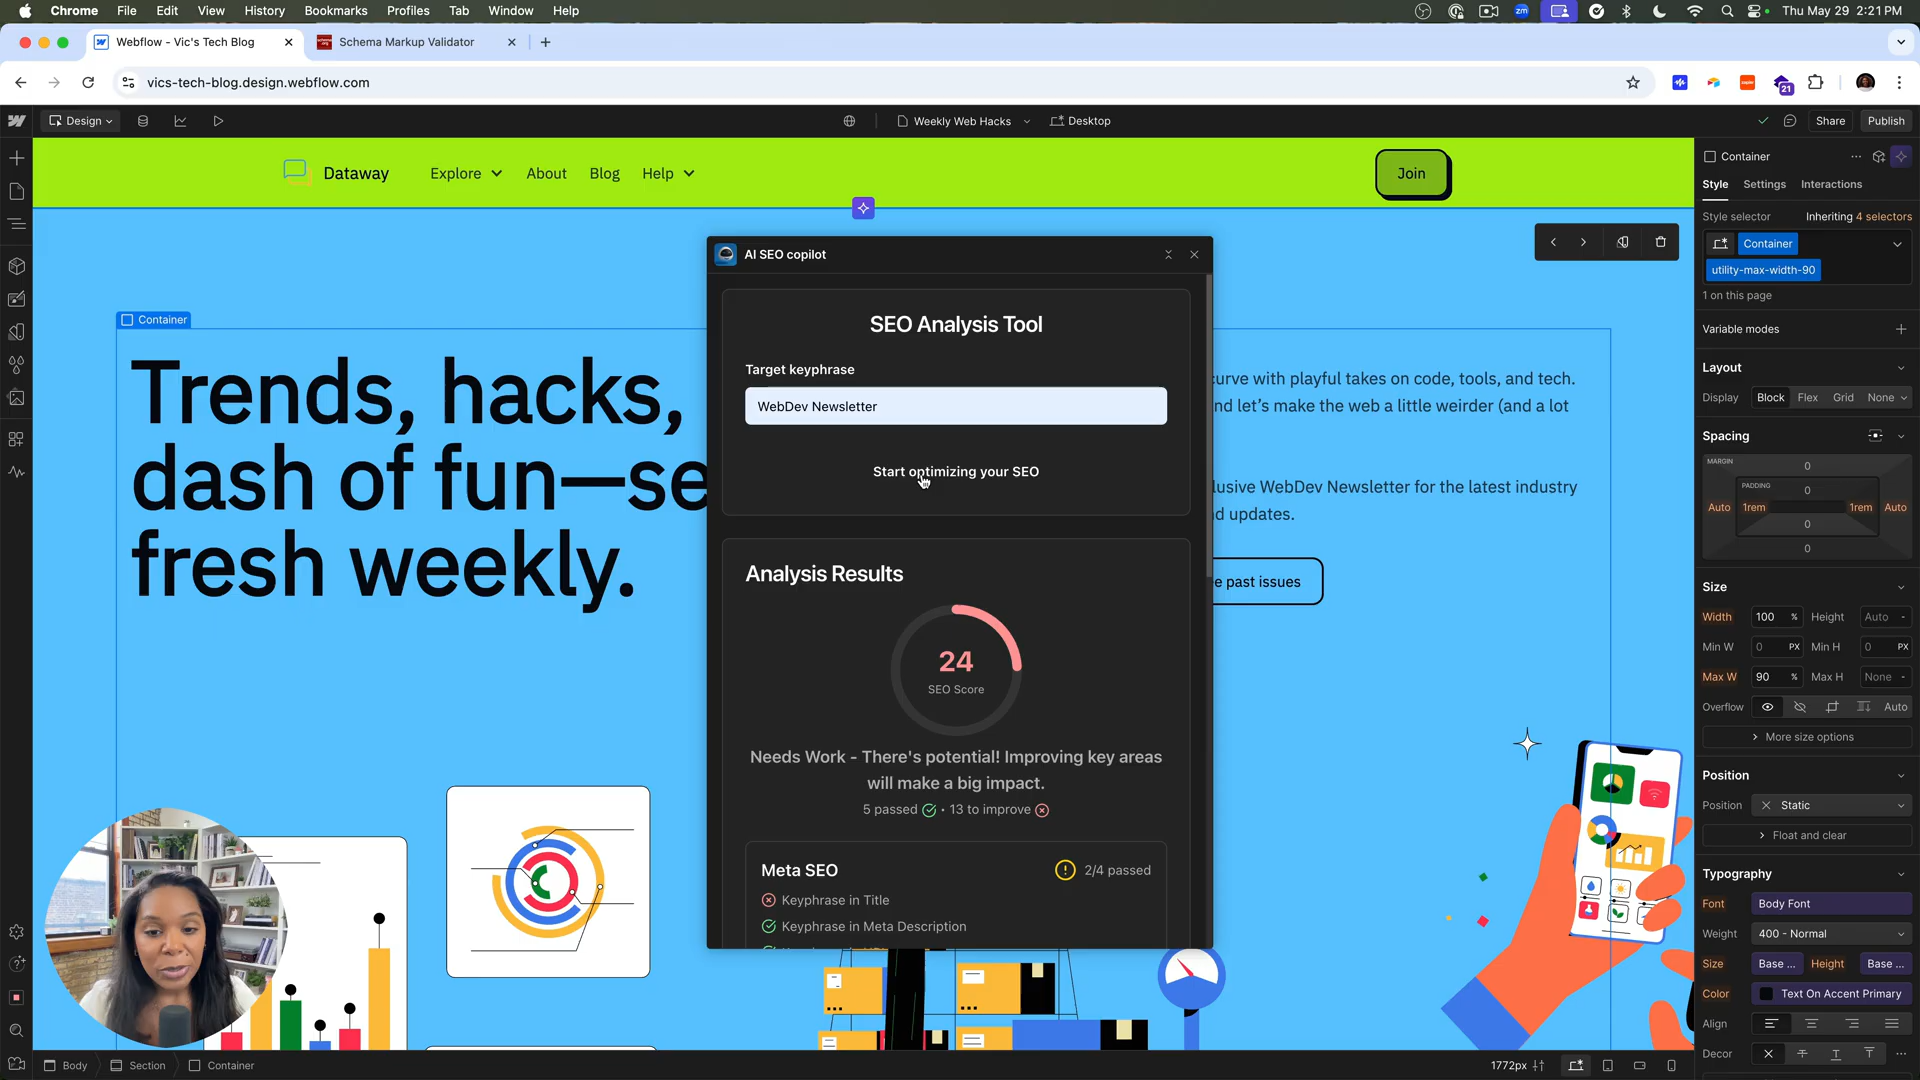 Chrome File Edit View History Bookmarks Profiles Tab Window Help
zm
Thu May 29 2:21 PM
Webflow - Vic's Tech Blog
Schema Markup Validator
vics-tech-blog.design.webflow.com
21
Design
Weekly Web Hacks
Desktop
Share
Publish
Dataway
Explore
About
Blog
Help
Join
Container
Trends, hacks,
dash of fun—se
fresh weekly.
curve with playful takes on code, tools, and tech.
nd let's make the web a little weirder (and a lot
lusive WebDev Newsletter for the latest industry
d updates.
e past issues
AI SEO copilot
SEO Analysis Tool
Target keyphrase
WebDev Newsletter
Start optimizing your SEO
Analysis Results
24
SEO Score
Needs Work - There's potential! Improving key areas
will make a big impact.
5 passed • 13 to improve
Meta SEO
2/4 passed
Keyphrase in Title
Keyphrase in Meta Description
Container
Style
Settings
Interactions
Style selector
Inheriting 4 selectors
Container
utility-max-width-90
1 on this page
Variable modes
Layout
Display
Block
Flex
Grid
None
Spacing
MARGIN
0
PADDING
0
Auto
1rem
1rem
Auto
0
0
Size
Width 100 % Height Auto -
Min W 0 PX Min H 0 PX
Max W 90 % Max H None -
Overflow
Auto
More size options
Position
Position
Static
Float and clear
Typography
Font
Body Font
Weight
400 - Normal
Size Base ... Height Base ...
Color
Text On Accent Primary
Align
Decor
Body
Section
Container
1772px